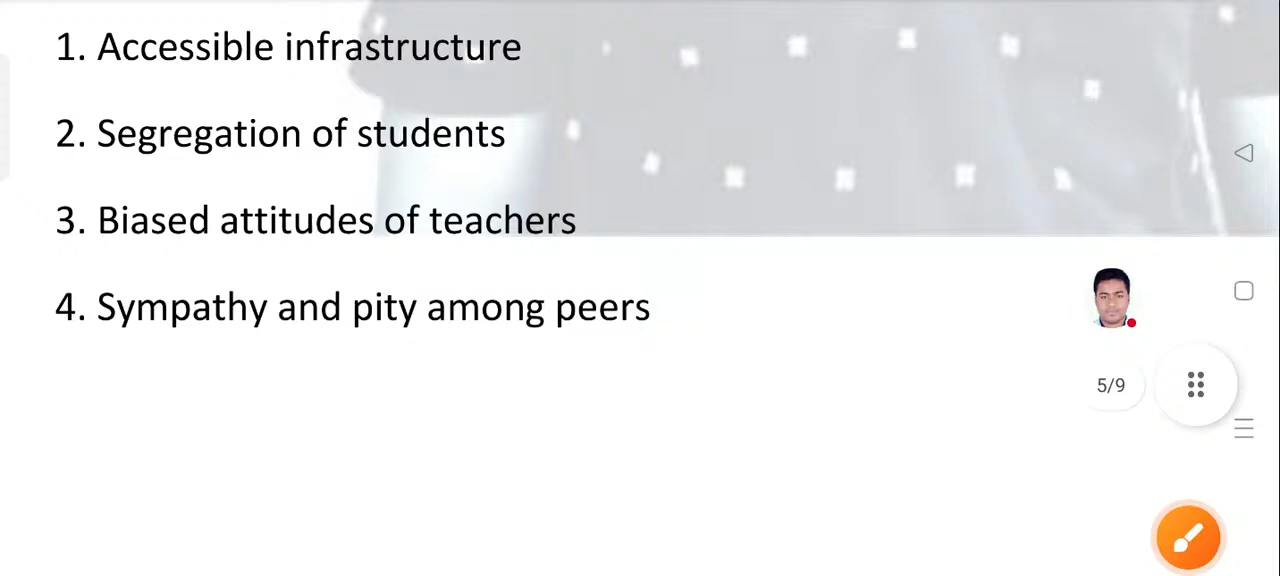 1. Accessible infrastructure
2. Segregation of students
3. Biased attitudes of teachers
4. Sympathy and pity among peers
5/9